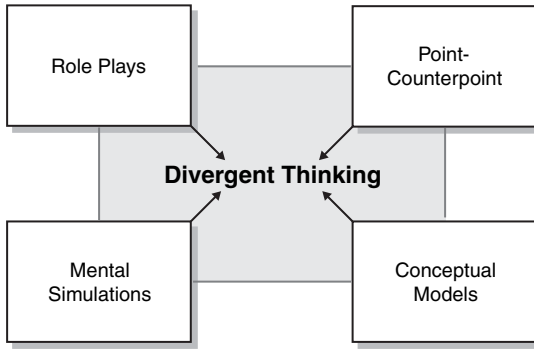 Role Plays
Point-
Counterpoint
Divergent Thinking
Mental
Simulations
Conceptual
Models